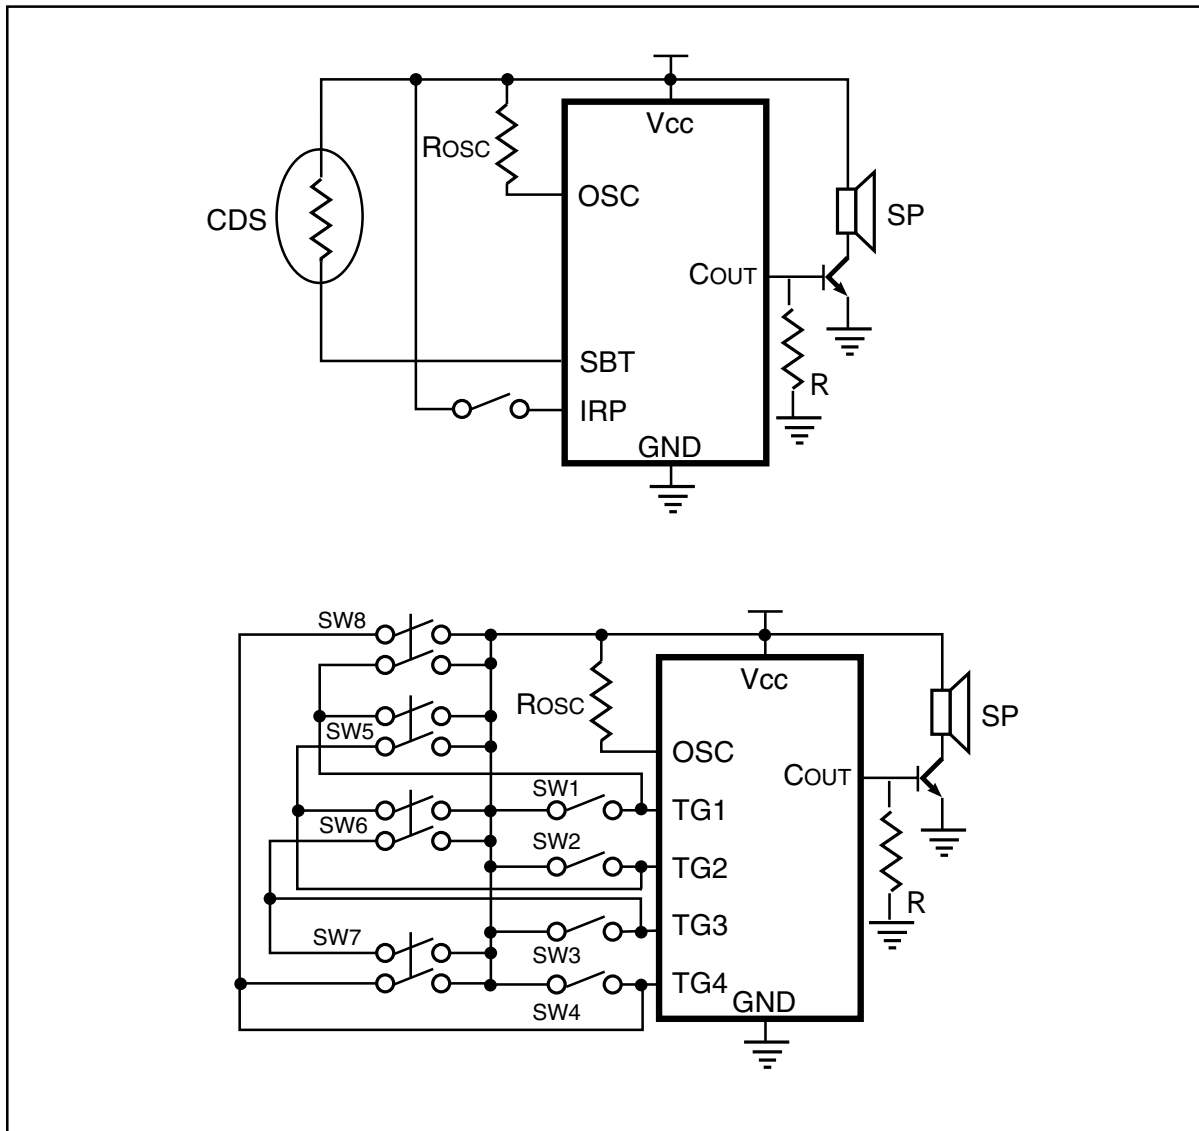 Vcc
ROSC
OSC
CDS
SP
COUT
SBT
R
IRP
GND
SW8
Vcc
ROSC
SP
SW5
OSC
COUT
SW1
TG1
SW6
SW2
TG2
R
TG3
SW7
SW3
TG4
GND
SW4